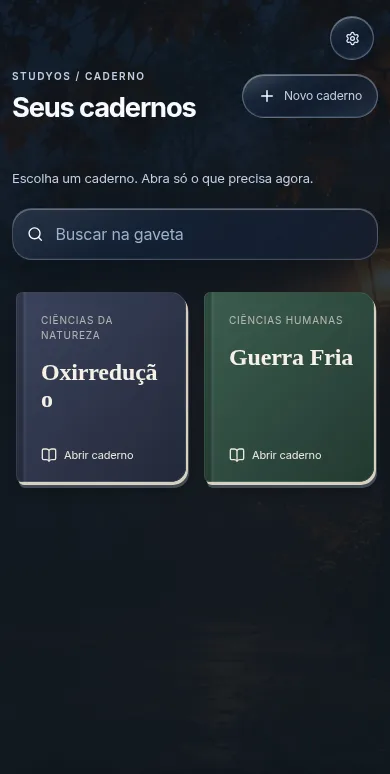 STUDYOS / CADERNO
Seus cadernos
Novo caderno
Escolha um caderno. Abra só o que precisa agora.
Buscar na gaveta
CIÊNCIAS DA
NATUREZA
Oxirreduçã
o
Abrir caderno
CIÊNCIAS HUMANAS
Guerra Fria
Abrir caderno